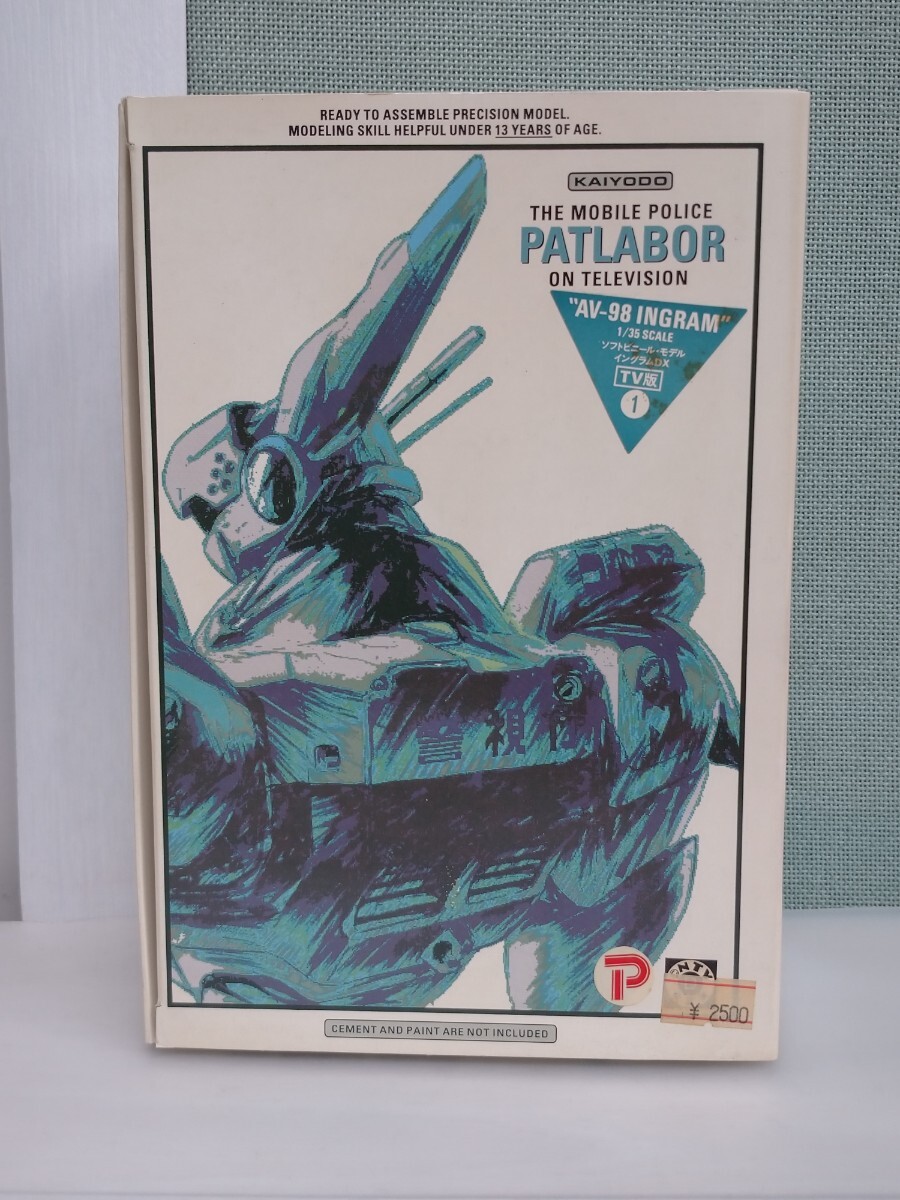 READY TO ASSEMBLE PRECISION MODEL.
MODELING SKILL HELPFUL UNDER 13 YEARS OF AGE.
KAIYODO
THE MOBILE POLICE
PATLABOR
ON TELEVISION
"AV-98 INGRAM"
1/35 SCALE
ソフトビニール・モデル
イングラムDX
TV版
1
P
¥ 2500
CEMENT AND PAINT ARE NOT INCLUDED